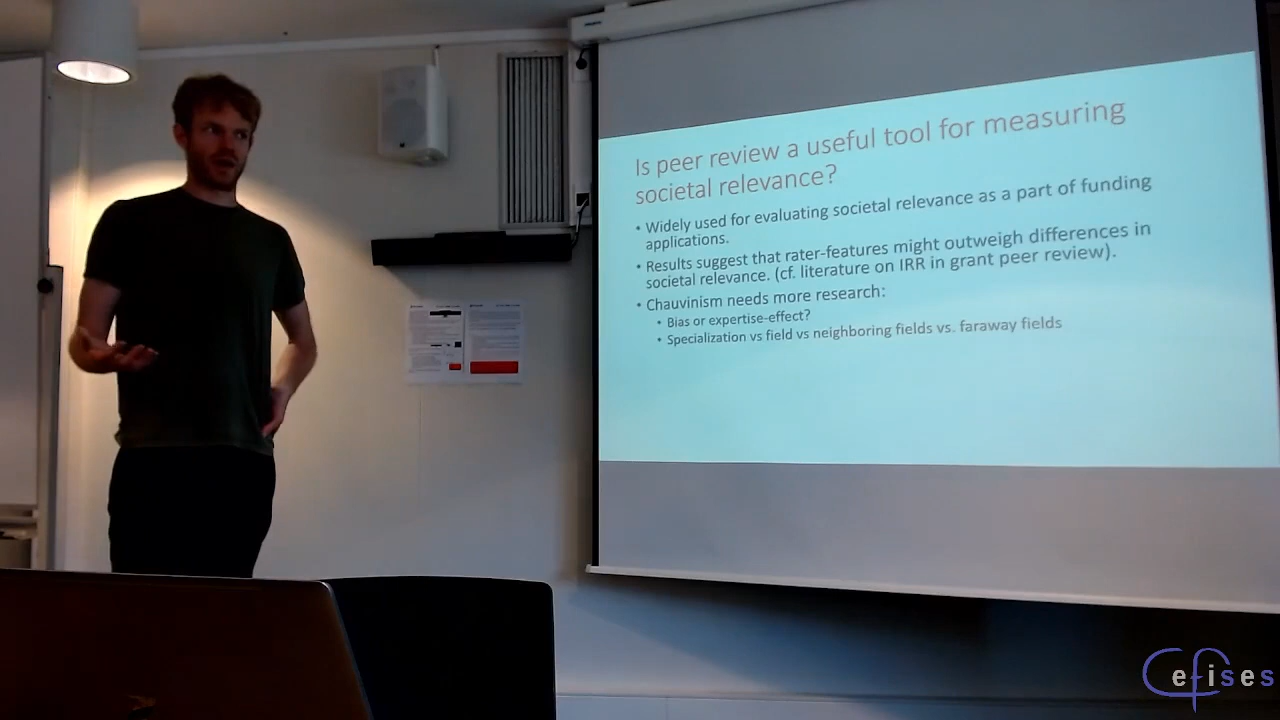 Is peer review a useful tool for measuring
societal relevance?
• Widely used for evaluating societal relevance as a part of funding
applications.
• Results suggest that rater-features might outweigh differences in
societal relevance. (cf. literature on IRR in grant peer review).
• Chauvinism needs more research:
• Bias or expertise-effect?
• Specialization vs field vs neighboring fields vs. faraway fields
Cefises